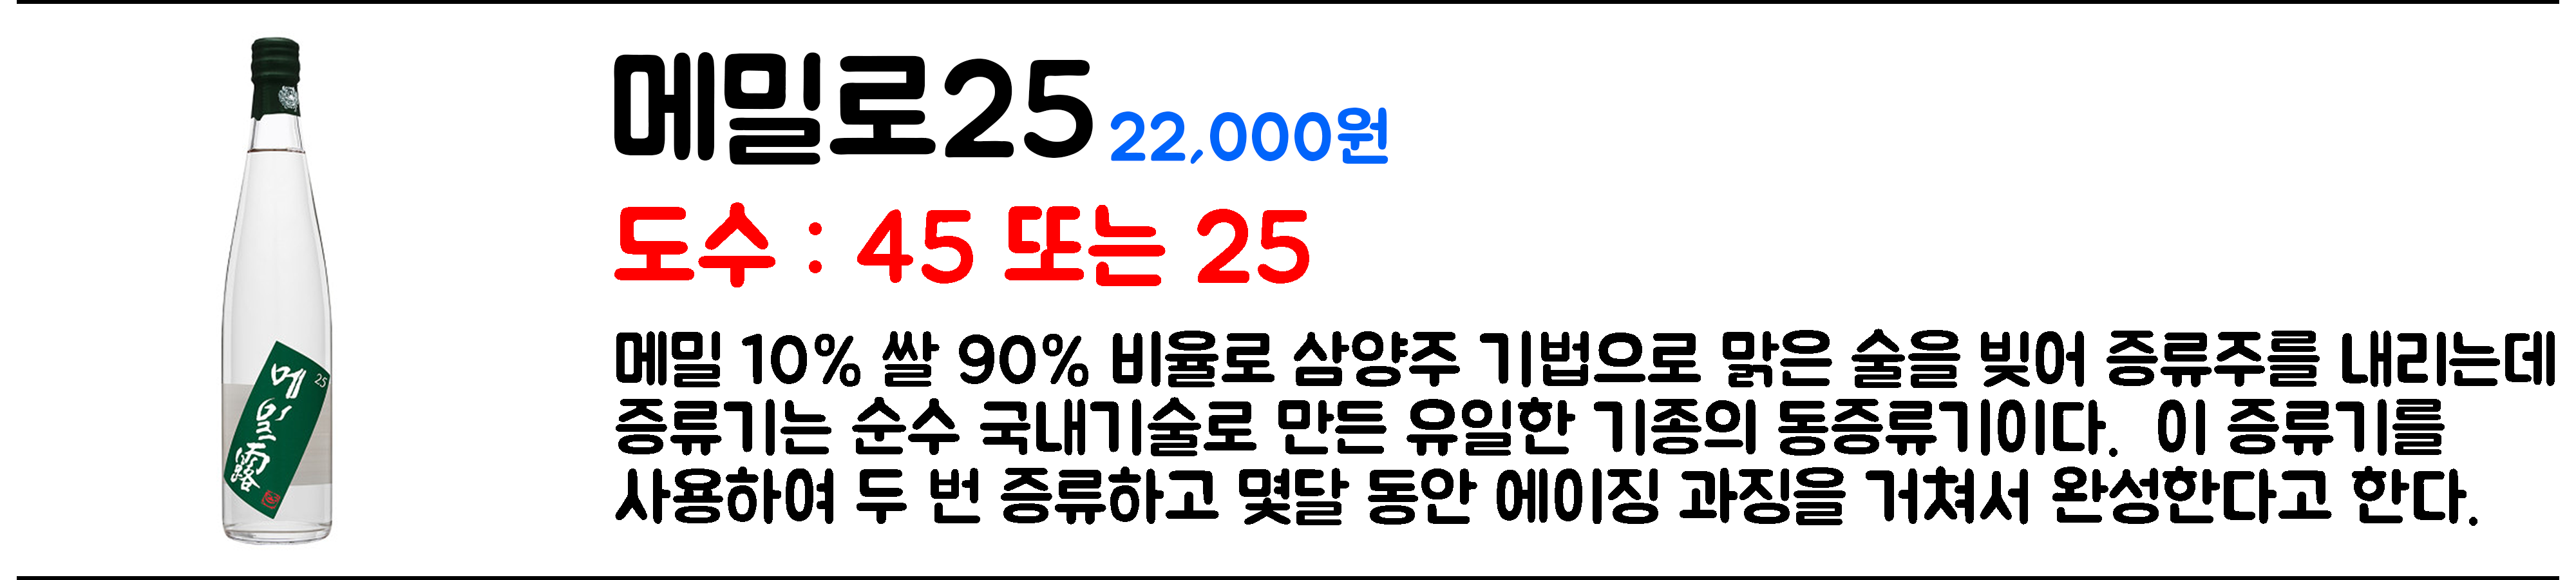 메밀로25 22,000원
도수 : 45 또는 25
메밀 10% 쌀 90% 비율로 삼양주 기법으로 맑은 술을 빚어 증류주를 내리는데
증류기는 순수 국내기술로 만든 유일한 기종의 동증류기이다. 이 증류기를
사용하여 두 번 증류하고 몇달 동안 에이징 과징을 거쳐서 완성한다고 한다.
메밀露
25